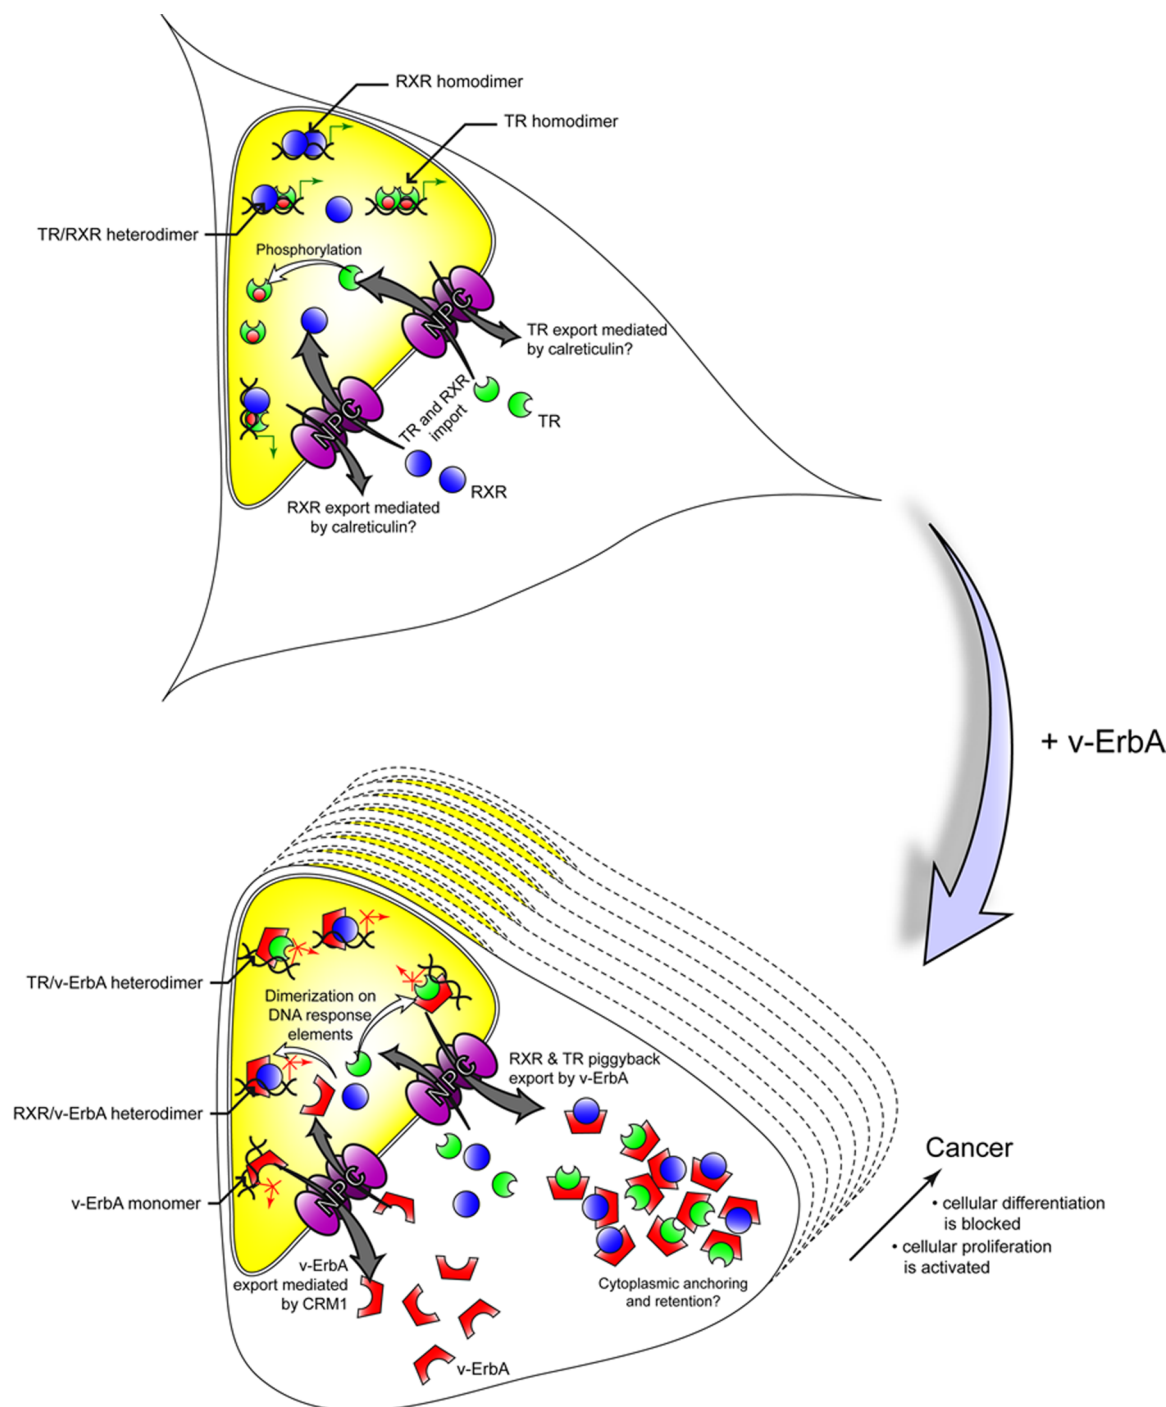 RXR homodimer
TR homodimer
TR/RXR heterodimer
Phosphorylation
NPC
TR export mediated
by calreticulin?
TR and RXR
import
TR
NPC
RXR
RXR export mediated
by calreticulin?
+ v-ErbA
TR/v-ErbA heterodimer
Dimerization on
DNA response
elements
NPC
RXR & TR piggyback
export by v-ErbA
RXR/v-ErbA heterodimer
Cancer
• cellular differentiation
is blocked
• cellular proliferation
is activated
v-ErbA monomer
NPC
v-ErbA
export mediated
by CRM1
Cytoplasmic anchoring
and retention?
v-ErbA